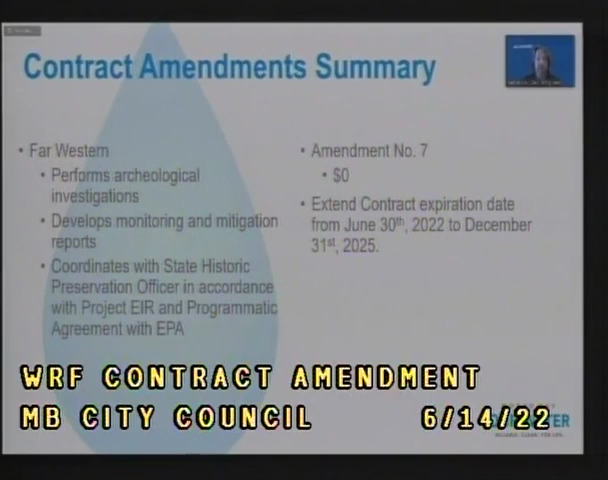 Contract Amendments Summary
• Far Western
• Performs archeological
investigations
• Develops monitoring and mitigation
reports
• Coordinates with State Historic
Preservation Officer in accordance
with Project EIR and Programmatic
Agreement with EPA
• Amendment No. 7
• $0
• Extend Contract expiration date
from June 30th, 2022 to December
31st, 2025.
WRF CONTRACT AMENDMENT
MB CITY COUNCIL 6/14/22